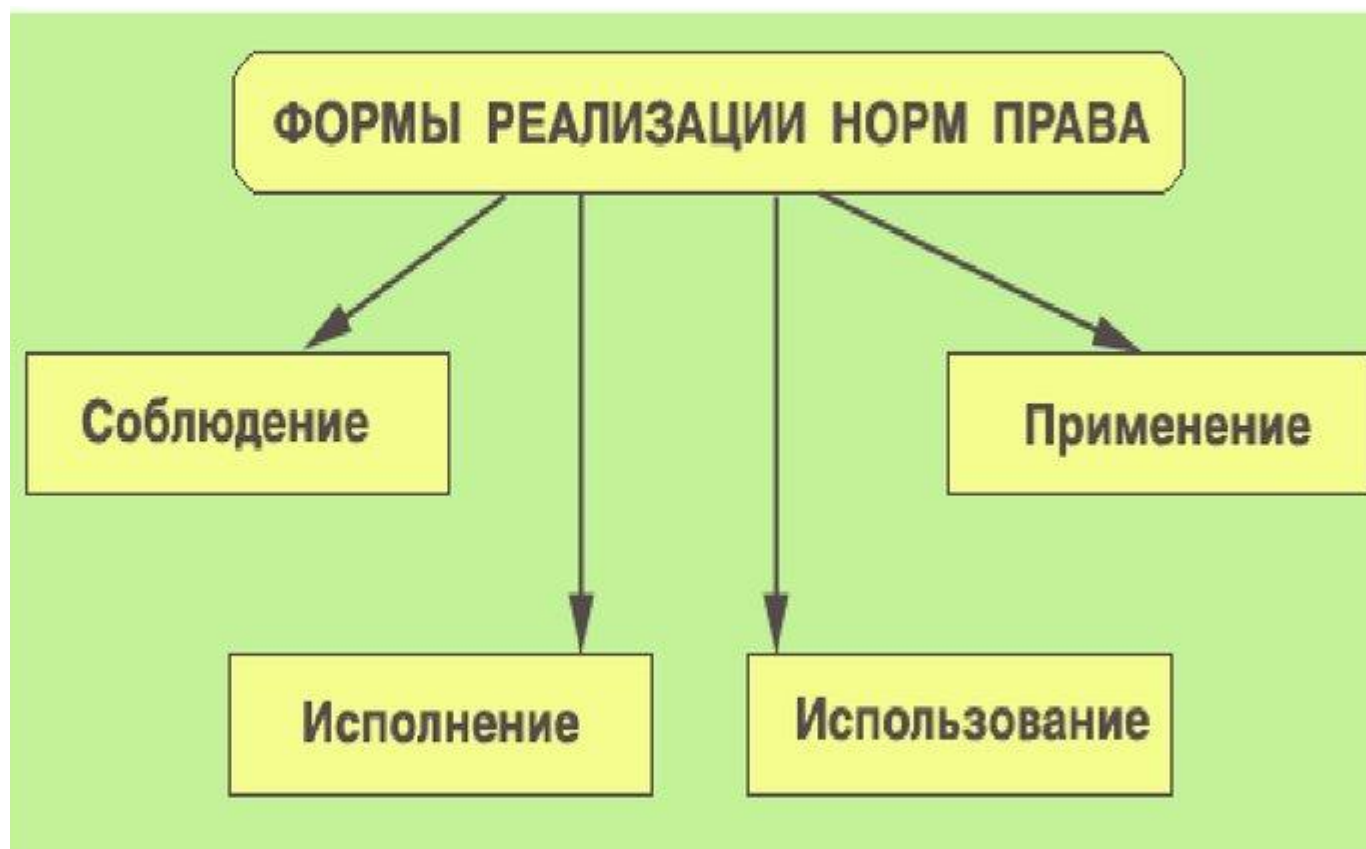 ФОРМЫ РЕАЛИЗАЦИИ НОРМ ПРАВА
Соблюдение
Применение
Исполнение
Использование